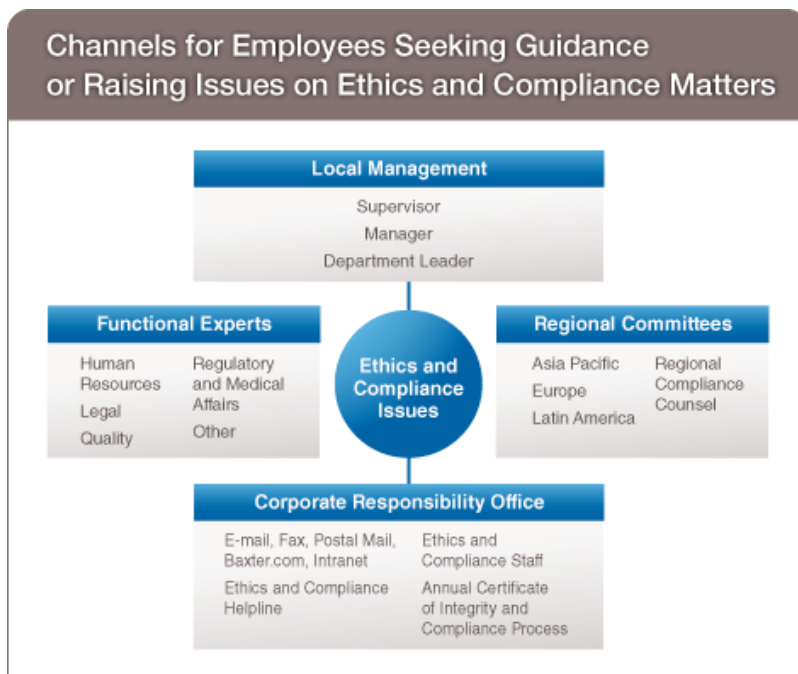 Channels for Employees Seeking Guidance
or Raising Issues on Ethics and Compliance Matters
Local Management
Supervisor
Manager
Department Leader
Functional Experts
Human
Resources
Legal
Quality
Regulatory
and Medical
Affairs
Other
Ethics and
Compliance
Issues
Regional Committees
Asia Pacific
Europe
Latin America
Regional
Compliance
Counsel
Corporate Responsibility Office
E-mail, Fax, Postal Mail,
Baxter.com, Intranet
Ethics and Compliance
Helpline
Ethics and
Compliance Staff
Annual Certificate
of Integrity and
Compliance Process